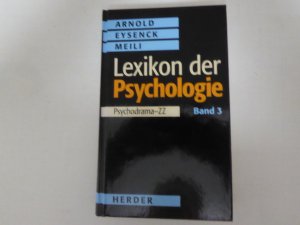 ARNOLD
EYSENCK
MEILI
Lexikon der
Psychologie
Psychodrama–ZZ Band 3
HERDER